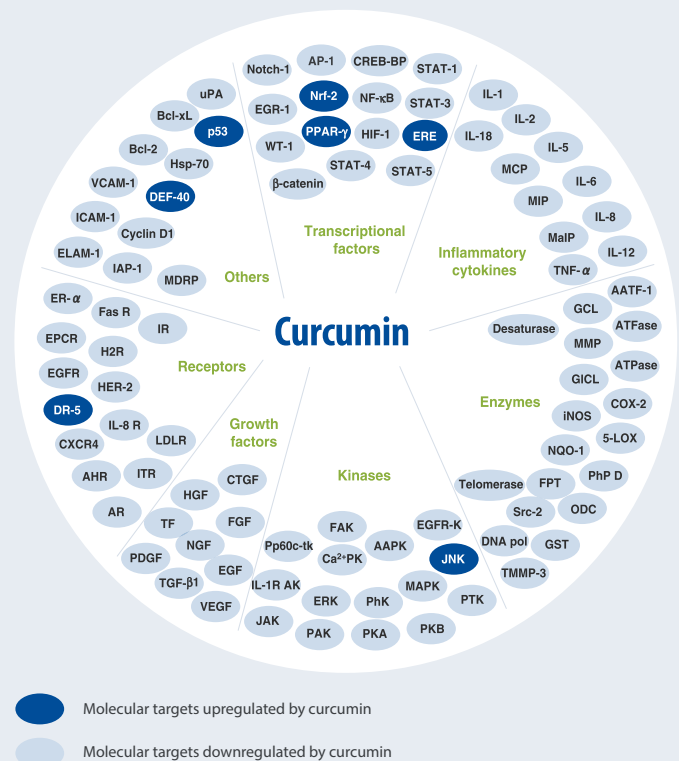 Notch-1
AP-1
CREB-BP
STAT-1
EGR-1
Nrf-2
NF-κB
STAT-3
WT-1
PPAR-γ
HIF-1
ERE
β-catenin
STAT-4
STAT-5
Transcriptional
factors
IL-1
IL-2
IL-18
IL-5
MCP
IL-6
MIP
IL-8
MaIP
IL-12
TNF-α
Inflammatory
cytokines
AATF-1
GCL
Desaturase
ATFase
MMP
ATPase
GICL
COX-2
iNOS
5-LOX
NQO-1
PhP D
Telomerase
FPT
Src-2
ODC
DNA pol
GST
TMMP-3
Enzymes
Kinases
FAK
EGFR-K
Pp60c-tk
Ca²⁺PK
AAPK
JNK
IL-1R AK
MAPK
ERK
PhK
PTK
JAK
PAK
PKA
PKB
Growth
factors
CTGF
HGF
TF
FGF
NGF
PDGF
EGF
TGF-β1
VEGF
Receptors
ER-α
Fas R
IR
EPCR
H2R
EGFR
HER-2
DR-5
IL-8 R
CXCR4
LDLR
AHR
ITR
AR
Others
uPA
Bcl-xL
p53
Bcl-2
Hsp-70
VCAM-1
DEF-40
ICAM-1
Cyclin D1
ELAM-1
IAP-1
MDRP
Curcumin
Molecular targets upregulated by curcumin
Molecular targets downregulated by curcumin